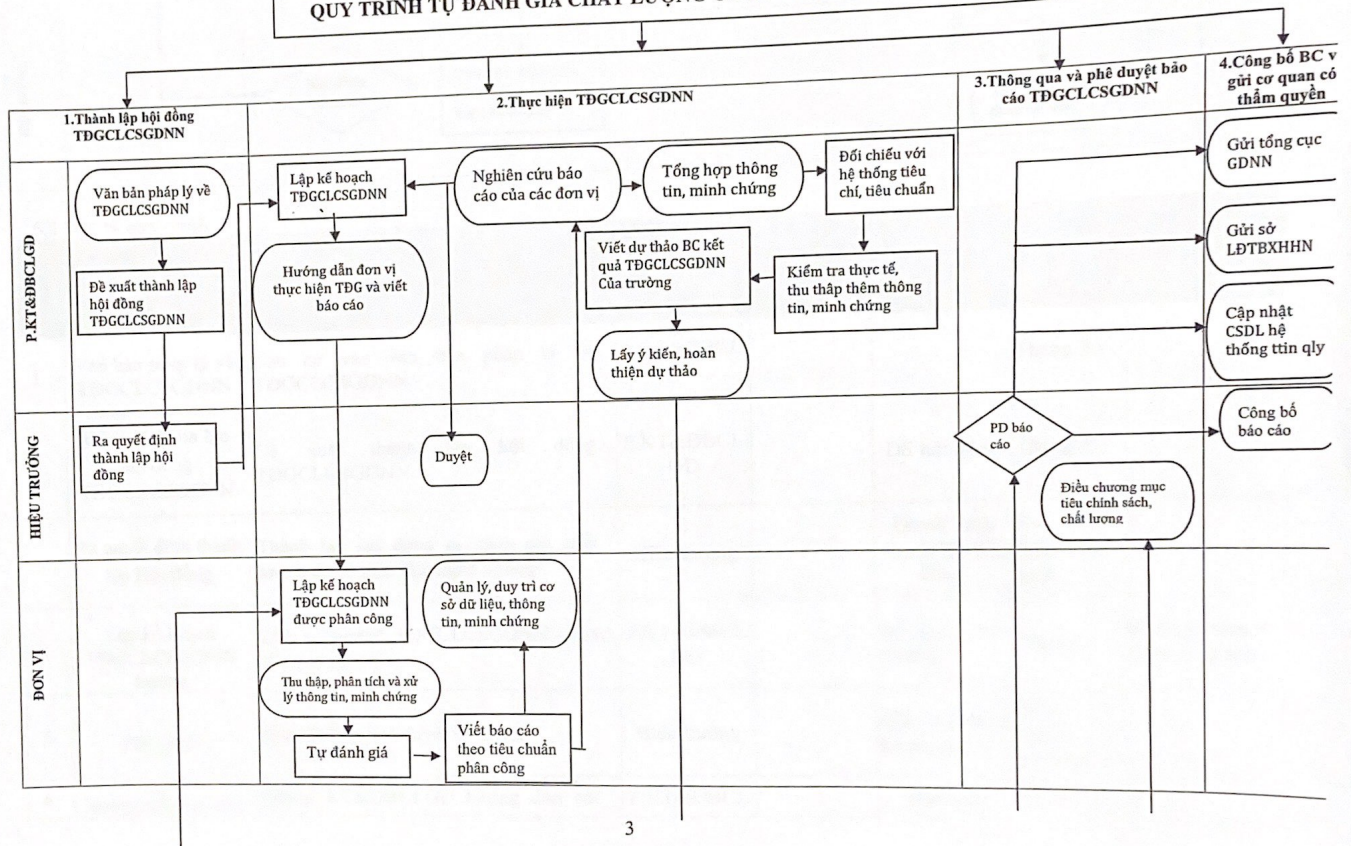 QUY TRÌNH TỰ ĐÁNH GIÁ CHẤT LƯỢNG
1.Thành lập hội đồng
TĐGCLCSGDNN
2.Thực hiện TĐGCLCSGDNN
3.Thông qua và phê duyệt bảo
cáo TĐGCLCSGDNN
4.Công bố BC v
gửi cơ quan có
thẩm quyền
P.KT&ĐBCLGD
Văn bản pháp lý về
TĐGCLCSGDNN
Đề xuất thành lập
hội đồng
TĐGCLCSGDNN
Lập kế hoạch
TĐGCLCSGDNN
Hướng dẫn đơn vị
thực hiện TĐG và viết
báo cáo
Nghiên cứu báo
cáo của các đơn vị
Tổng hợp thông
tin, minh chứng
Đối chiếu với
hệ thống tiêu
chí, tiêu chuẩn
Viết dự thảo BC kết
quả TĐGCLCSGDNN
Của trường
Kiểm tra thực tế,
thu thâp thêm thông
tin, minh chứng
Lấy ý kiến, hoàn
thiện dự thảo
Gửi tổng cục
GDNN
Gửi sở
LĐTBXHHN
Cập nhật
CSDL hệ
thống ttin qly
HIỆU TRƯỞNG
Ra quyết định
thành lập hội
đồng
Duyệt
PD báo
cáo
Công bố
báo cáo
Điều chương mục
tiêu chính sách,
chất lượng
ĐƠN VỊ
Lập kế hoạch
TĐGCLCSGDNN
được phân công
Quản lý, duy trì cơ
sở dữ liệu, thông
tin, minh chứng
Thu thập, phân tích và xử
lý thông tin, minh chứng
Tự đánh giá
Viết báo cáo
theo tiêu chuẩn
phân công
3